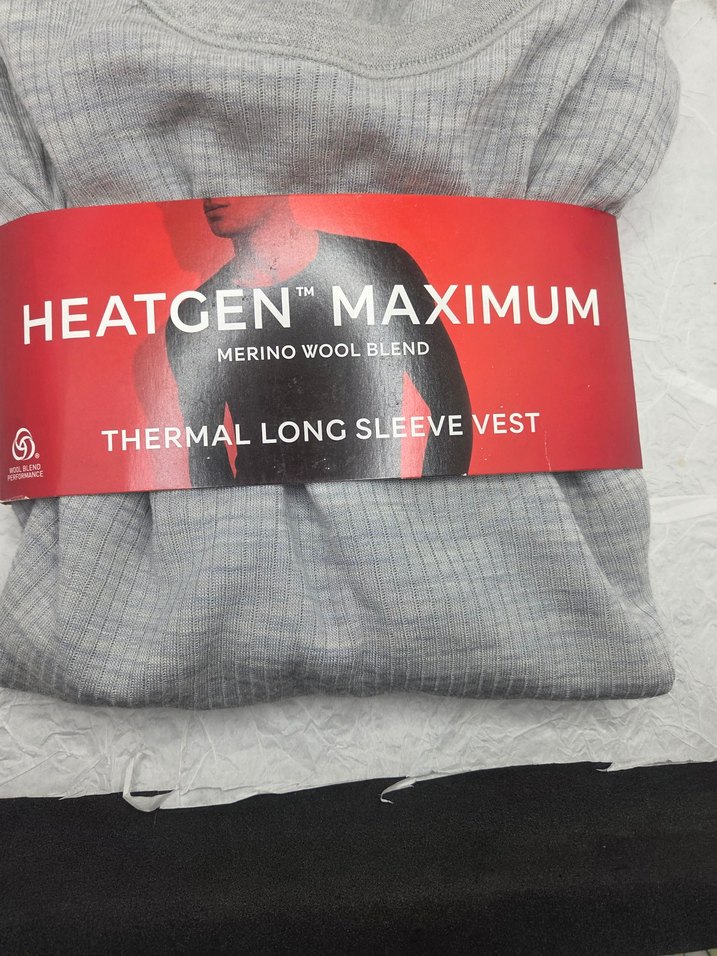 HEATGEN™ MAXIMUM
MERINO WOOL BLEND
THERMAL LONG SLEEVE VEST
WOOL BLEND
PERFORMANCE